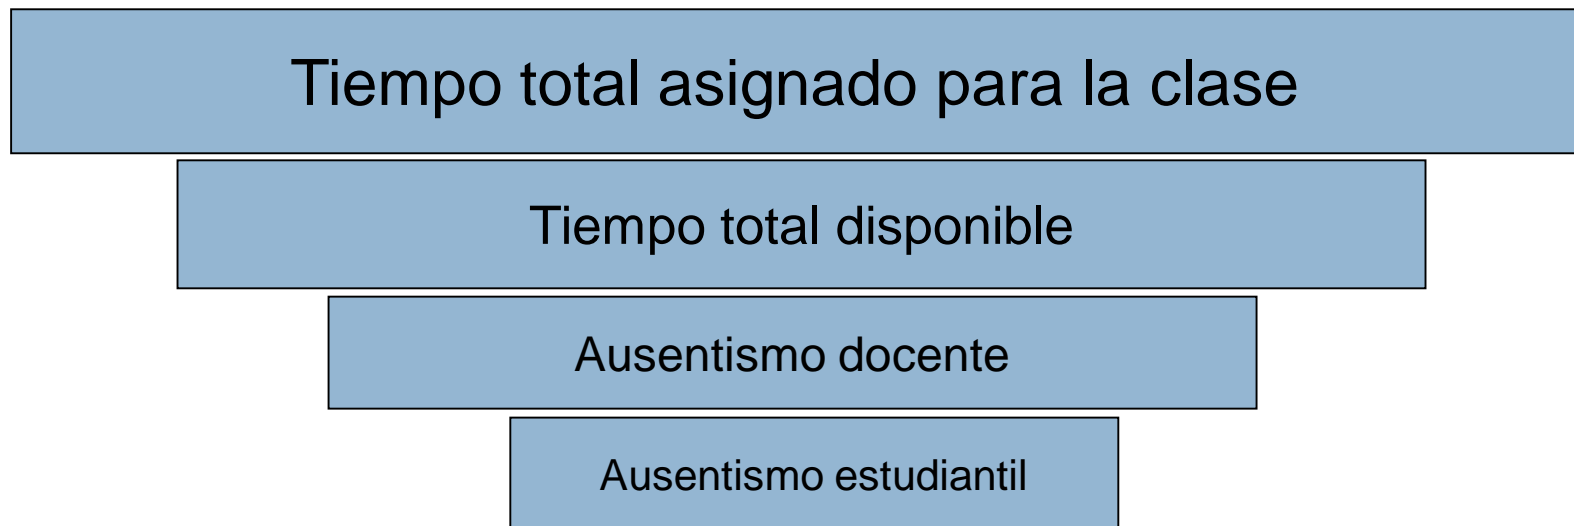 Tiempo total asignado para la clase
Tiempo total disponible
Ausentismo docente
Ausentismo estudiantil